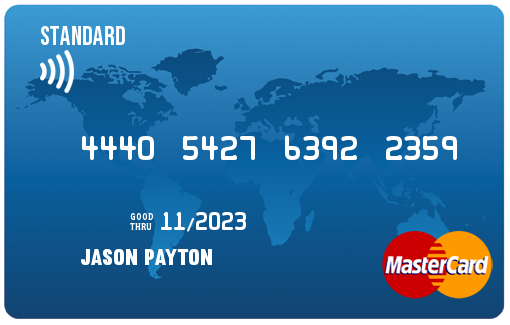 STANDARD
4440 5427 6392 2359
GOOD THRU 11/2023
JASON PAYTON
MasterCard